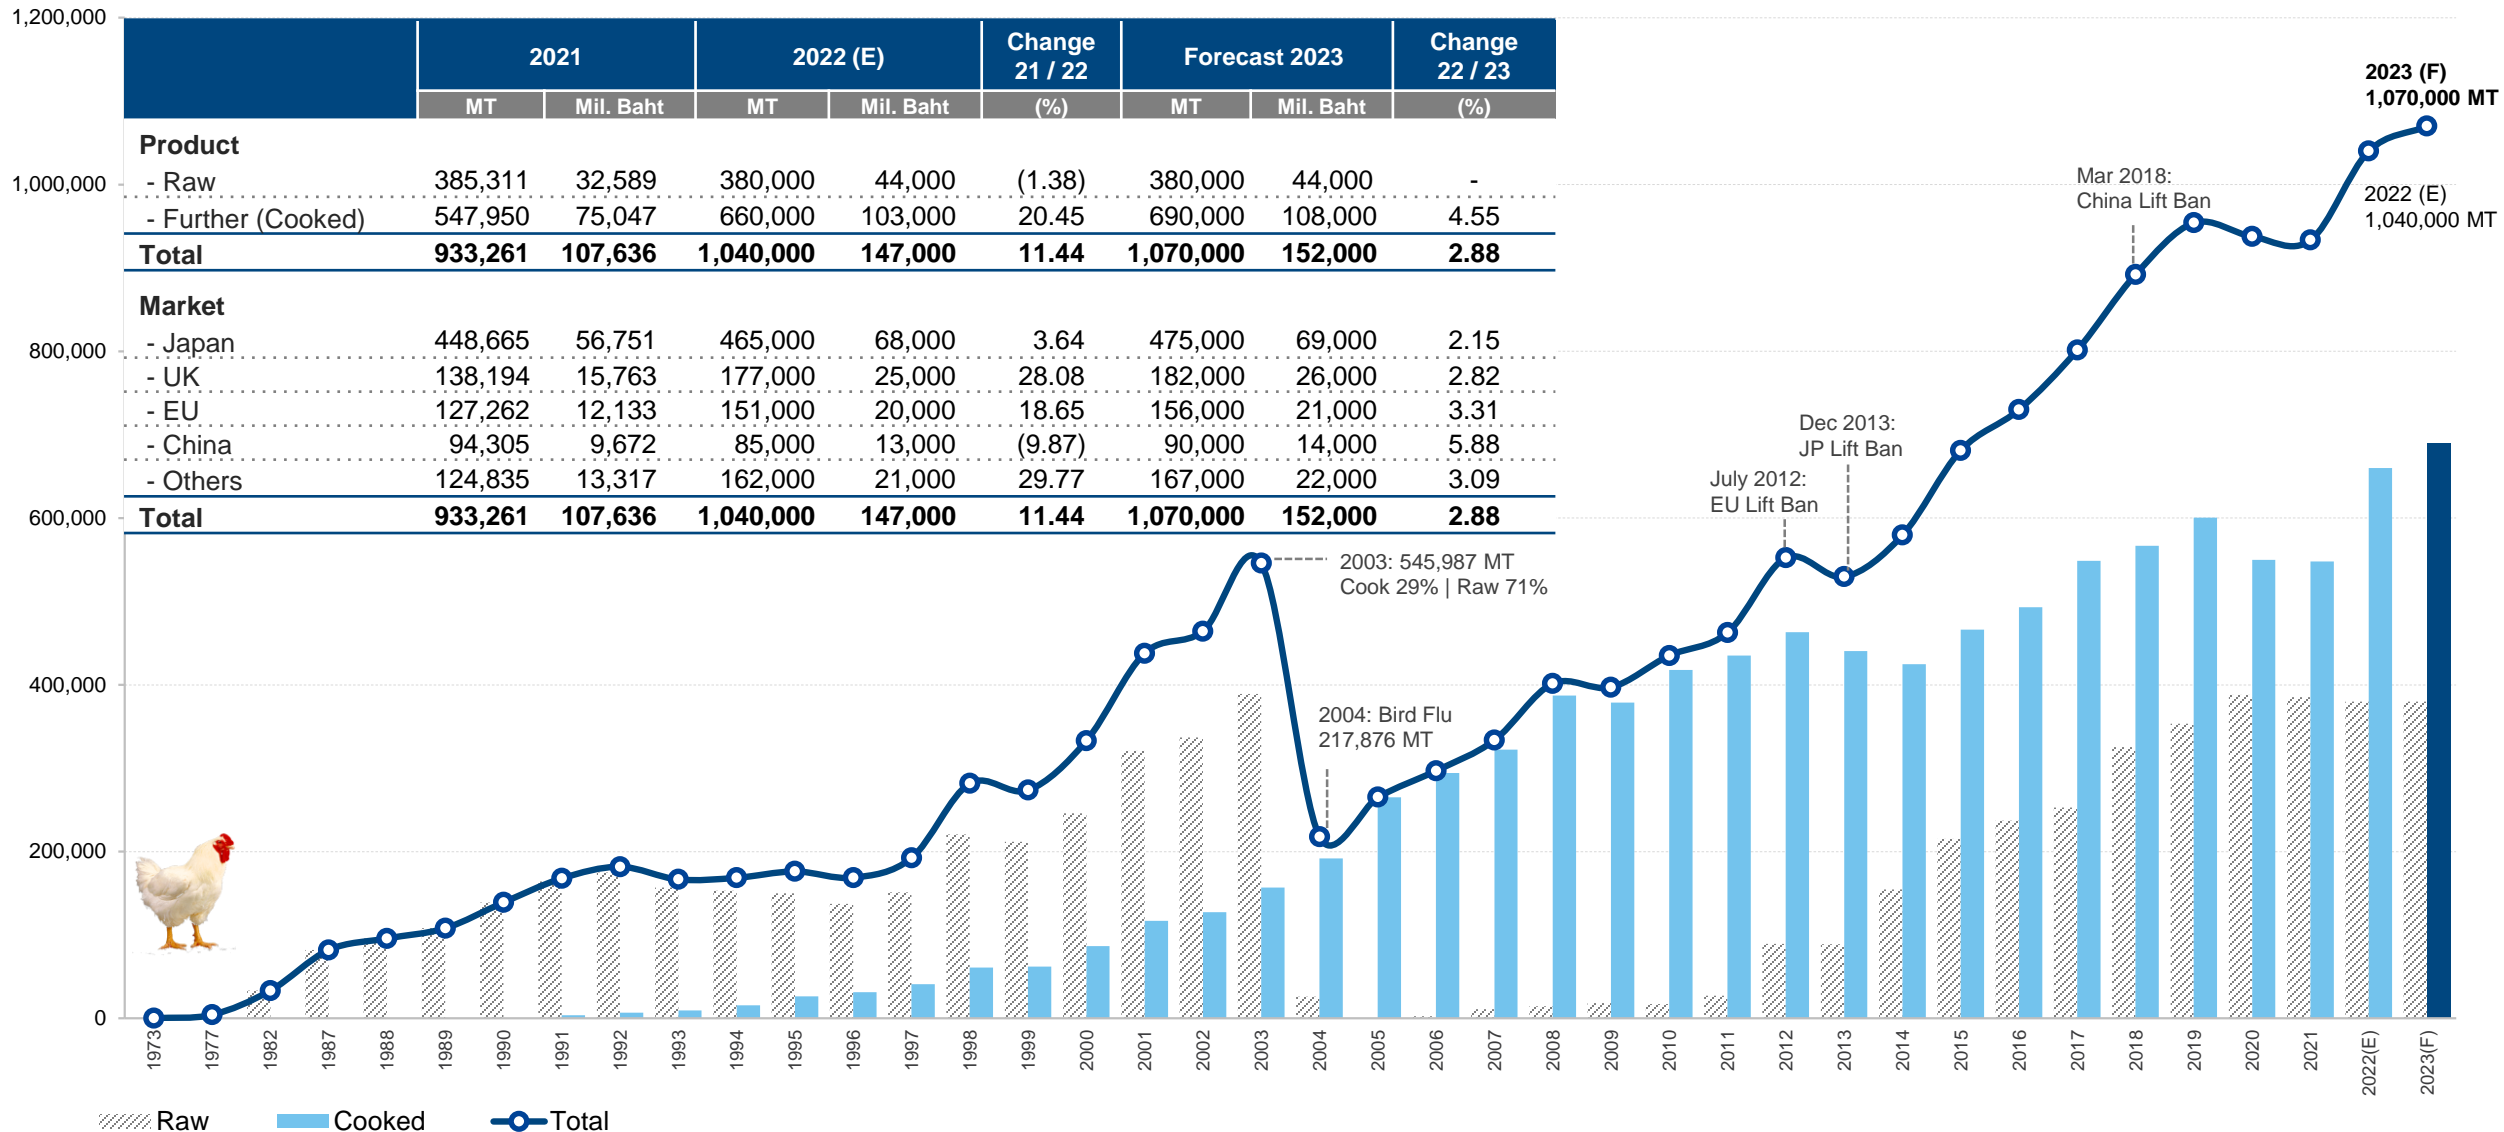 1,200,000
1,000,000
800,000
600,000
400,000
200,000
0
2021 2022 (E) Change 21 / 22 Forecast 2023 Change 22 / 23
MT Mil. Baht MT Mil. Baht (%) MT Mil. Baht (%)
Product
- Raw 385,311 32,589 380,000 44,000 (1.38) 380,000 44,000 -
- Further (Cooked) 547,950 75,047 660,000 103,000 20.45 690,000 108,000 4.55
Total 933,261 107,636 1,040,000 147,000 11.44 1,070,000 152,000 2.88
Market
- Japan 448,665 56,751 465,000 68,000 3.64 475,000 69,000 2.15
- UK 138,194 15,763 177,000 25,000 28.08 182,000 26,000 2.82
- EU 127,262 12,133 151,000 20,000 18.65 156,000 21,000 3.31
- China 94,305 9,672 85,000 13,000 (9.87) 90,000 14,000 5.88
- Others 124,835 13,317 162,000 21,000 29.77 167,000 22,000 3.09
Total 933,261 107,636 1,040,000 147,000 11.44 1,070,000 152,000 2.88
2003: 545,987 MT
Cook 29% | Raw 71%
2004: Bird Flu
217,876 MT
July 2012:
EU Lift Ban
Dec 2013:
JP Lift Ban
Mar 2018:
China Lift Ban
2023 (F)
1,070,000 MT
2022 (E)
1,040,000 MT
1973 1977 1982 1987 1988 1989 1990 1991 1992 1993 1994 1995 1996 1997 1998 1999 2000 2001 2002 2003 2004 2005 2006 2007 2008 2009 2010 2011 2012 2013 2014 2015 2016 2017 2018 2019 2020 2021 2022(E) 2023(F)
Raw Cooked Total